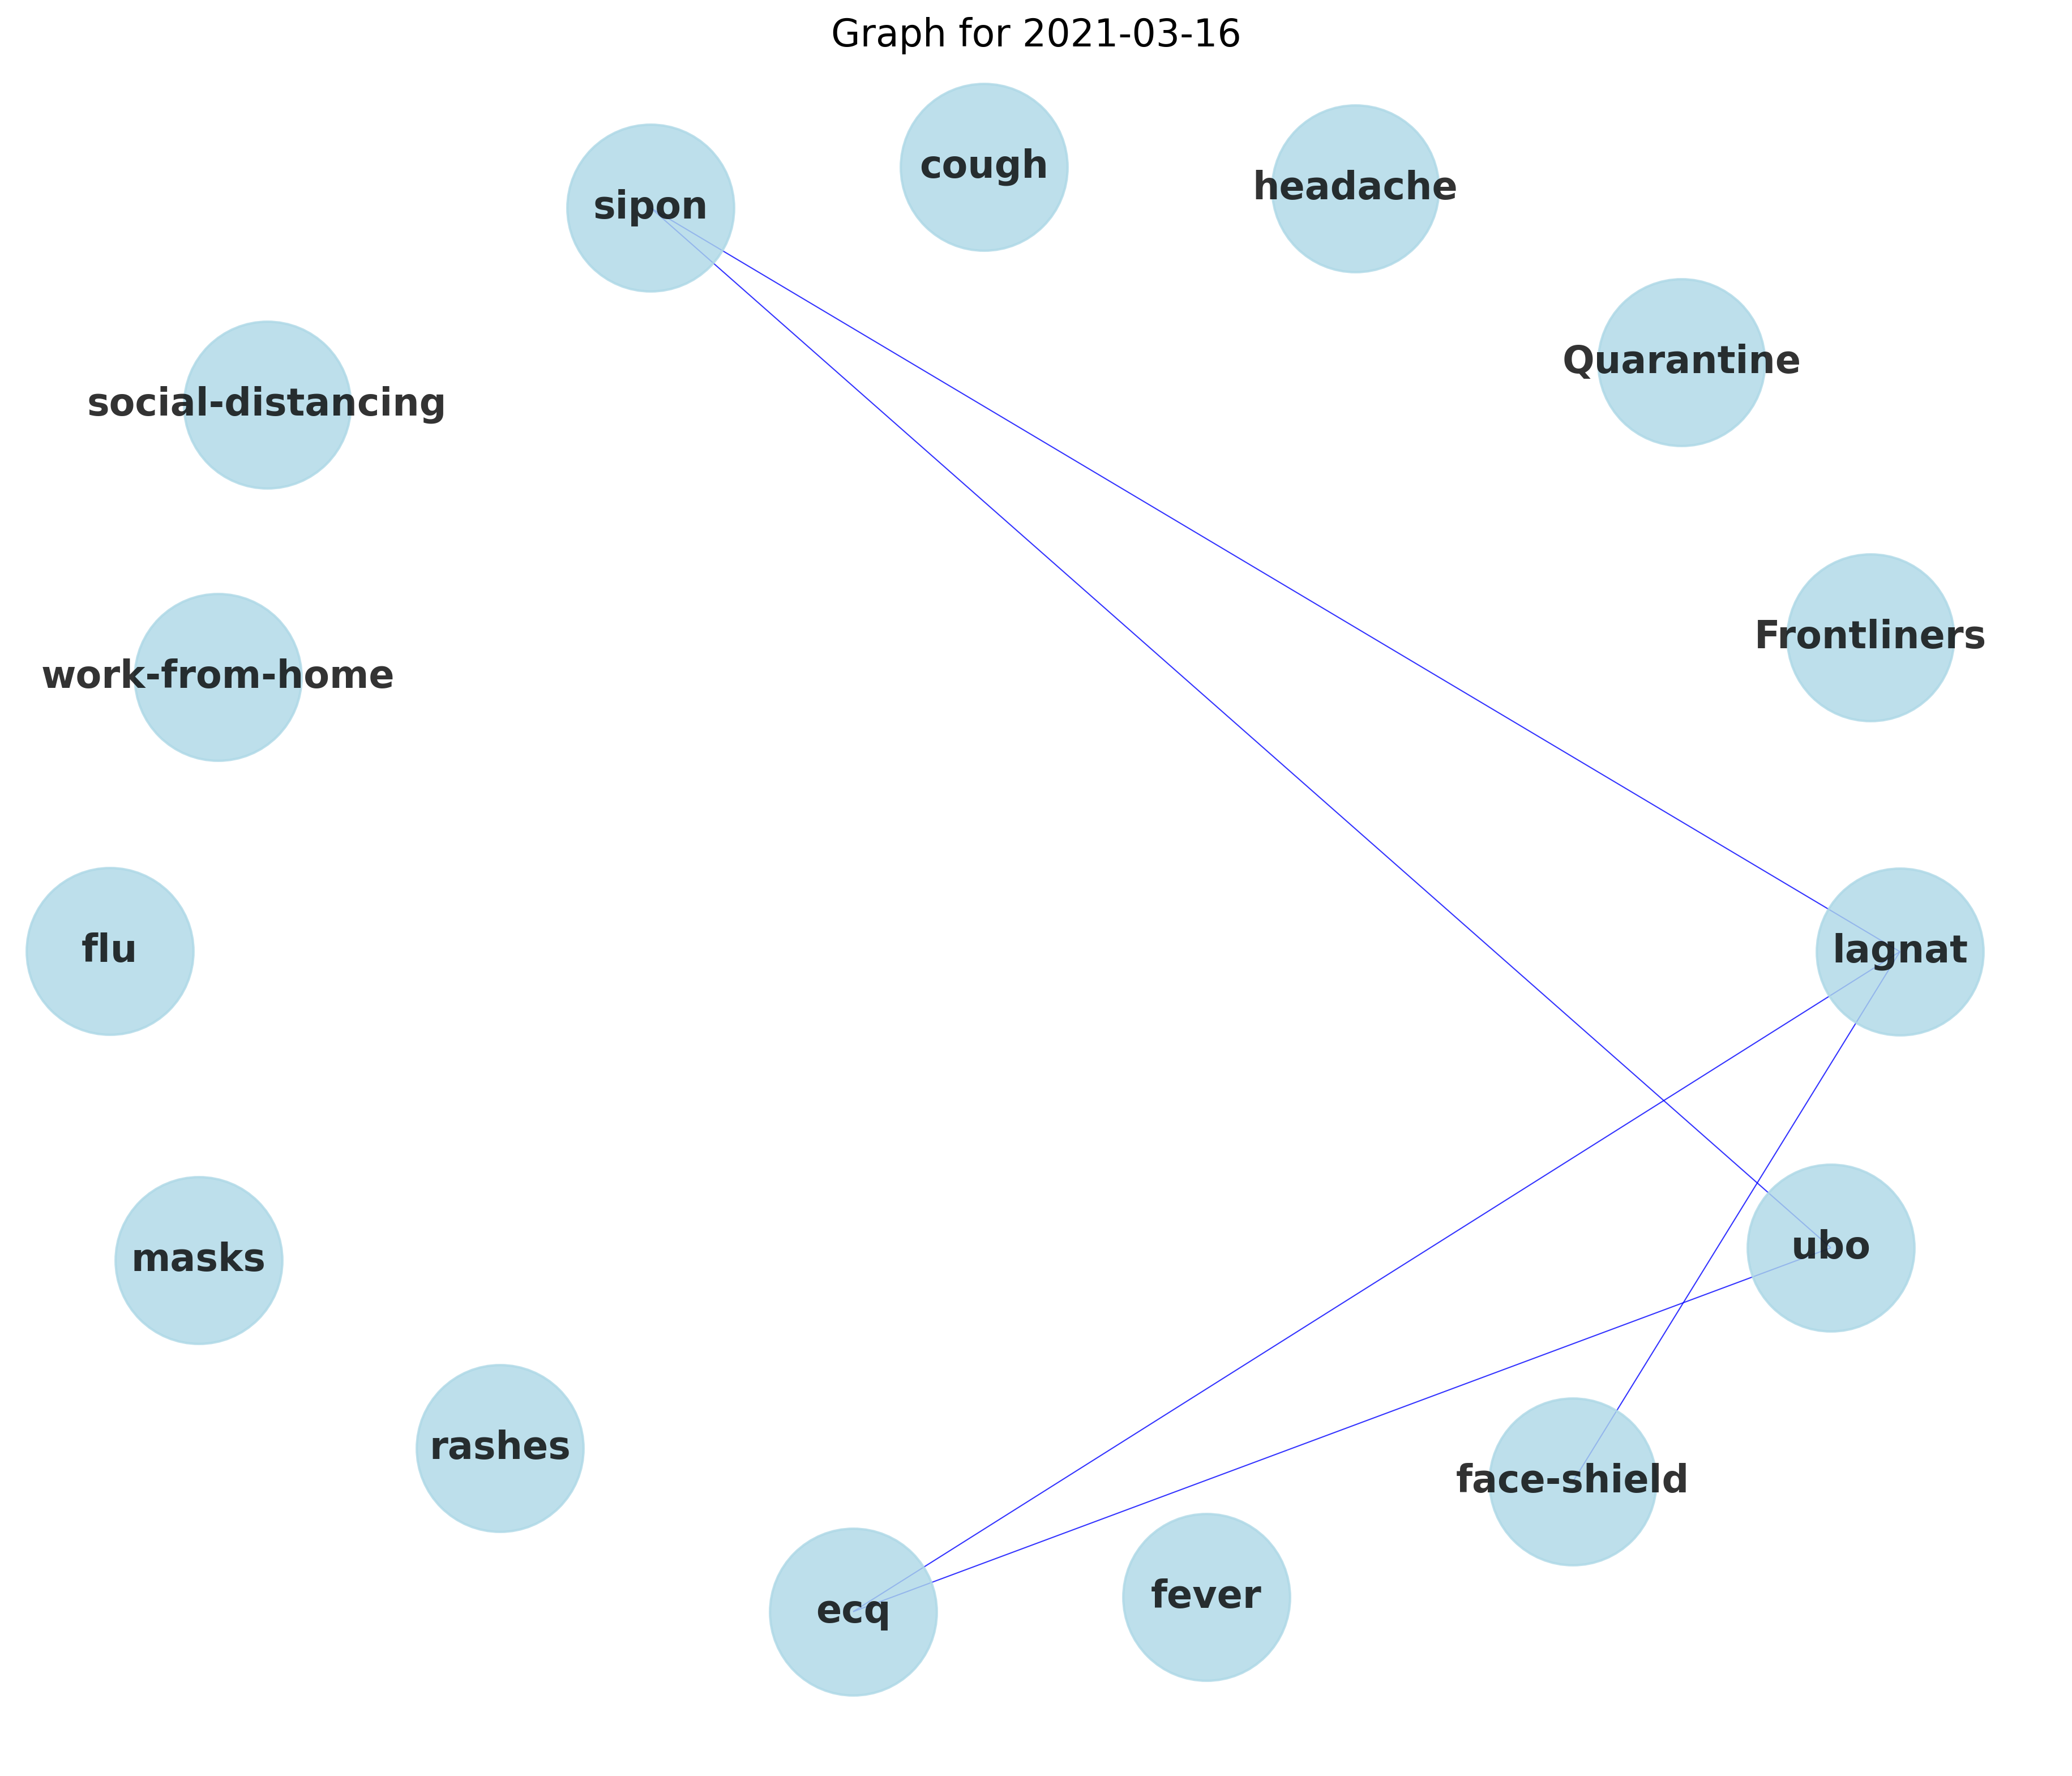 Graph for 2021-03-16
cough
headache
sipon
Quarantine
social-distancing
Frontliners
work-from-home
flu
lagnat
ubo
masks
rashes
face-shield
fever
ecq